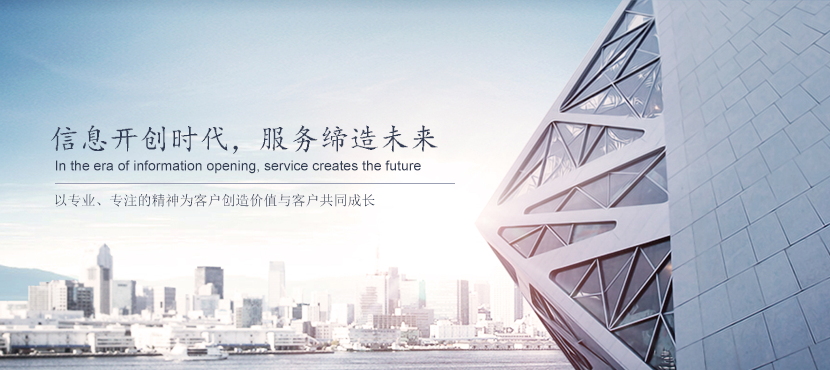 信息开创时代，服务缔造未来
In the era of information opening, service creates the future
以专业、专注的精神为客户创造价值与客户共同成长